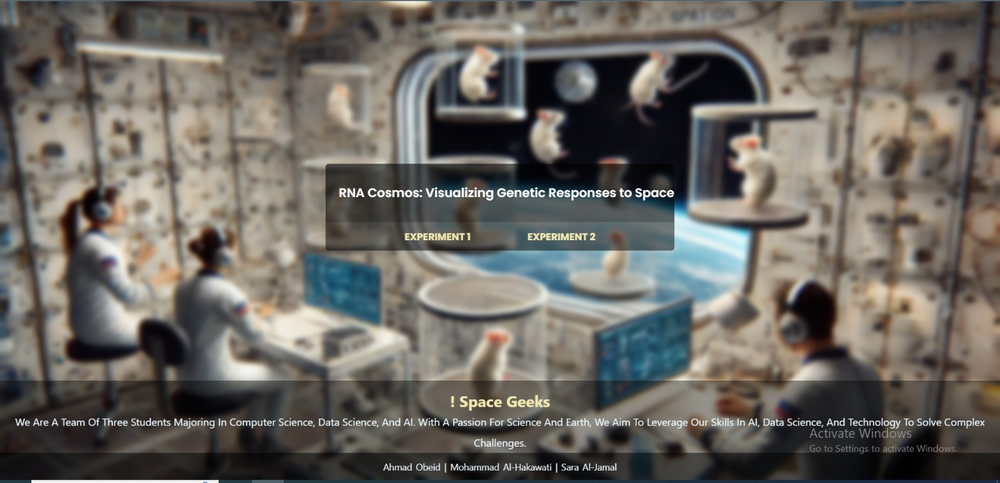 RNA Cosmos: Visualizing Genetic Responses to Space
EXPERIMENT 1 EXPERIMENT 2
! Space Geeks
We Are A Team Of Three Students Majoring In Computer Science, Data Science, And AI. With A Passion For Science And Earth, We Aim To Leverage Our Skills In AI, Data Science, And Technology To Solve Complex
Challenges.
Activate Windows
Go to Settings to activate Windows.
Ahmad Obeid | Mohammad Al-Hakawati | Sara Al-Jamal